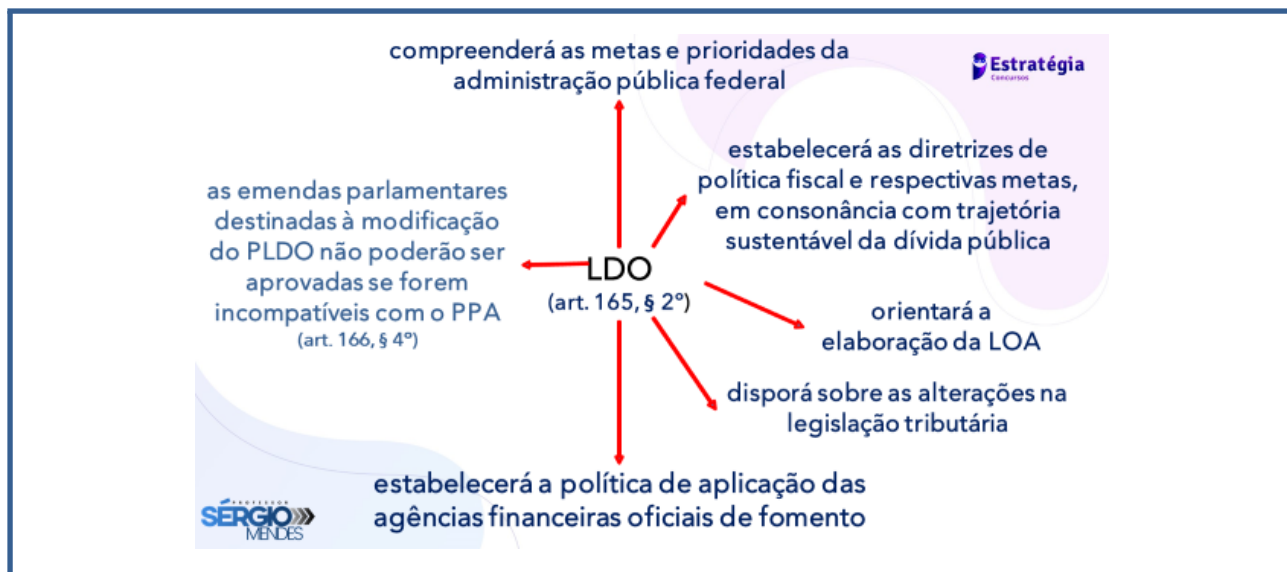 compreenderá as metas e prioridades da
administração pública federal
Estratégia
Concursos
estabelecerá as diretrizes de
política fiscal e respectivas metas,
em consonância com trajetória
sustentável da dívida pública
as emendas parlamentares
destinadas à modificação
do PLDO não poderão ser
aprovadas se forem
incompatíveis com o PPA
(art. 166, § 4º)
LDO
(art. 165, § 2º)
orientará a
elaboração da LOA
disporá sobre as alterações na
legislação tributária
estabelecerá a política de aplicação das
agências financeiras oficiais de fomento
PROFESSOR
SÉRGIO
MENDES